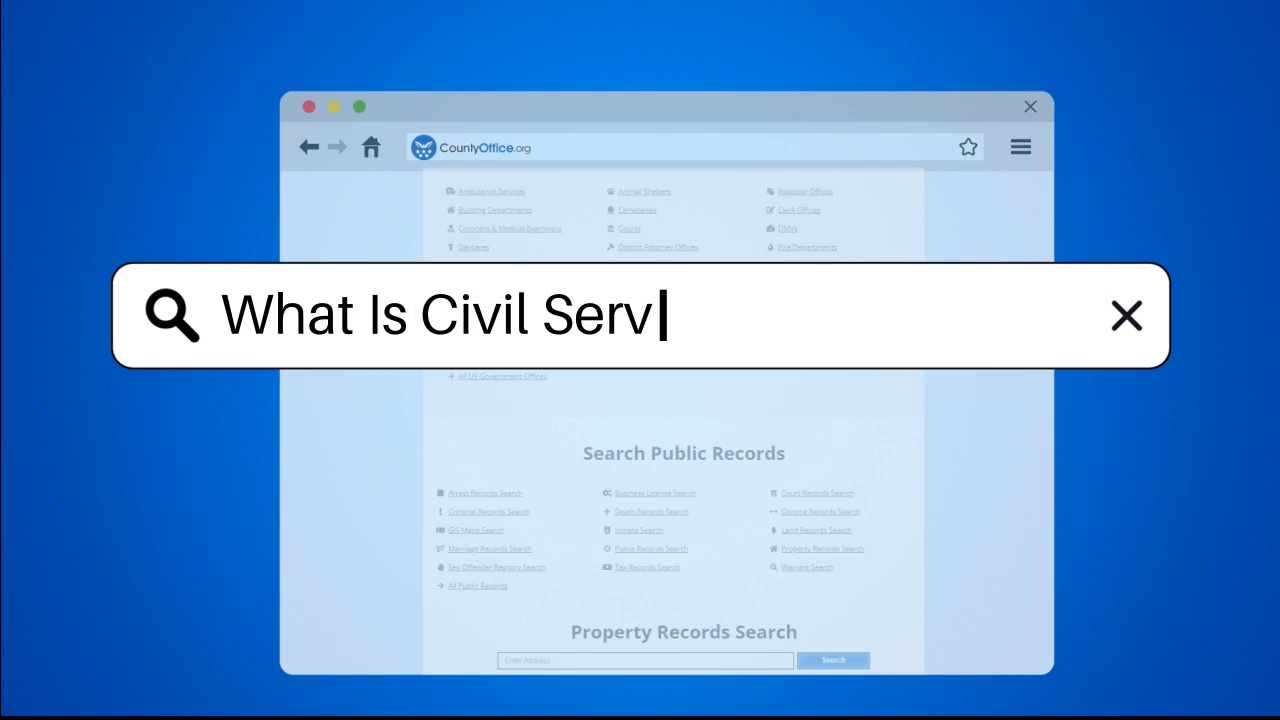 CountyOffice.org
Ambulance Services Animal Shelters Assessor Offices
Building Departments Cemeteries Clerk Offices
Coroners & Medical Examiners Courts DMVs
Daycares District Attorney Offices Fire Departments
What Is Civil Serv
All US Government Offices
Search Public Records
Arrest Records Search Business License Search Court Records Search
Criminal Records Search Death Records Search Divorce Records Search
GIS Maps Search Inmate Search Land Records Search
Marriage Records Search Police Records Search Property Records Search
Sex Offender Registry Search Tax Records Search Warrant Search
All Public Records
Property Records Search
Enter Address Search